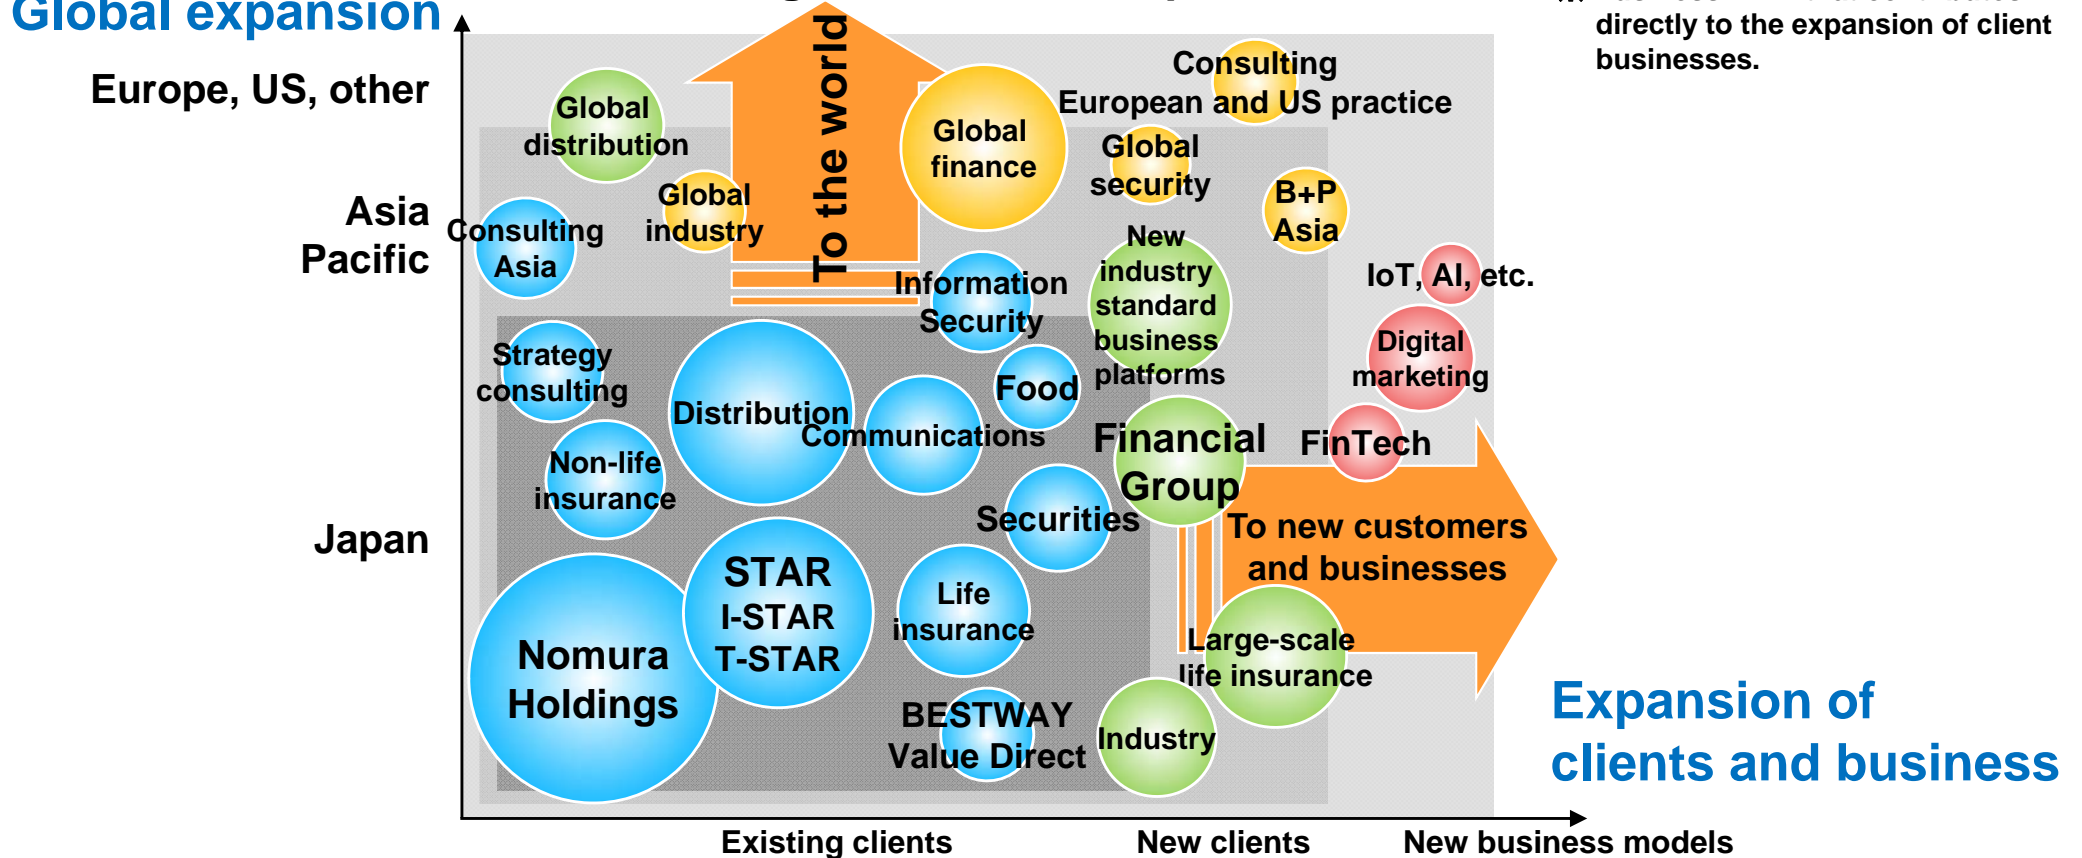 Global expansion
directly to the expansion of client
businesses.
Europe, US, other
Asia
Pacific
Japan
To the world
Global
distribution
Global
industry
Consulting
Asia
Global
finance
Consulting
European and US practice
Global
security
B+P
Asia
New
industry
standard
business
platforms
IoT, AI, etc.
Digital
marketing
FinTech
Information
Security
Food
Strategy
consulting
Distribution
Communications
Non-life
insurance
Securities
Financial
Group
To new customers
and businesses
STAR
I-STAR
T-STAR
Life
insurance
Nomura
Holdings
Large-scale
life insurance
BESTWAY
Value Direct
Industry
Expansion of
clients and business
Existing clients
New clients
New business models